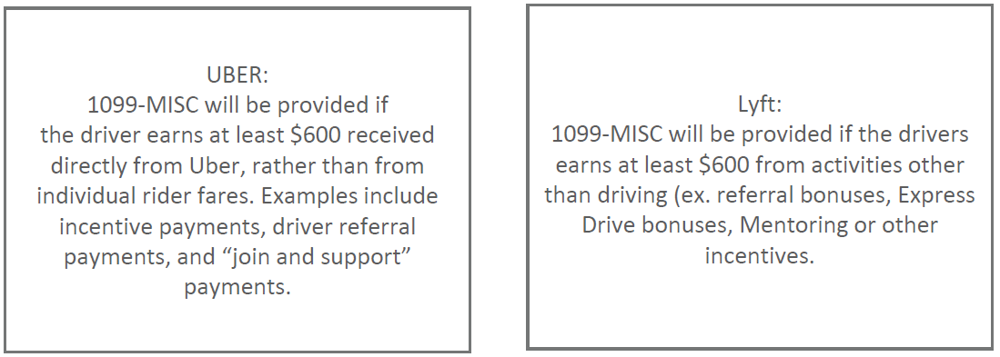 UBER:
1099-MISC will be provided if
the driver earns at least $600 received
directly from Uber, rather than from
individual rider fares. Examples include
incentive payments, driver referral
payments, and “join and support”
payments.
Lyft:
1099-MISC will be provided if the drivers
earns at least $600 from activities other
than driving (ex. referral bonuses, Express
Drive bonuses, Mentoring or other
incentives.